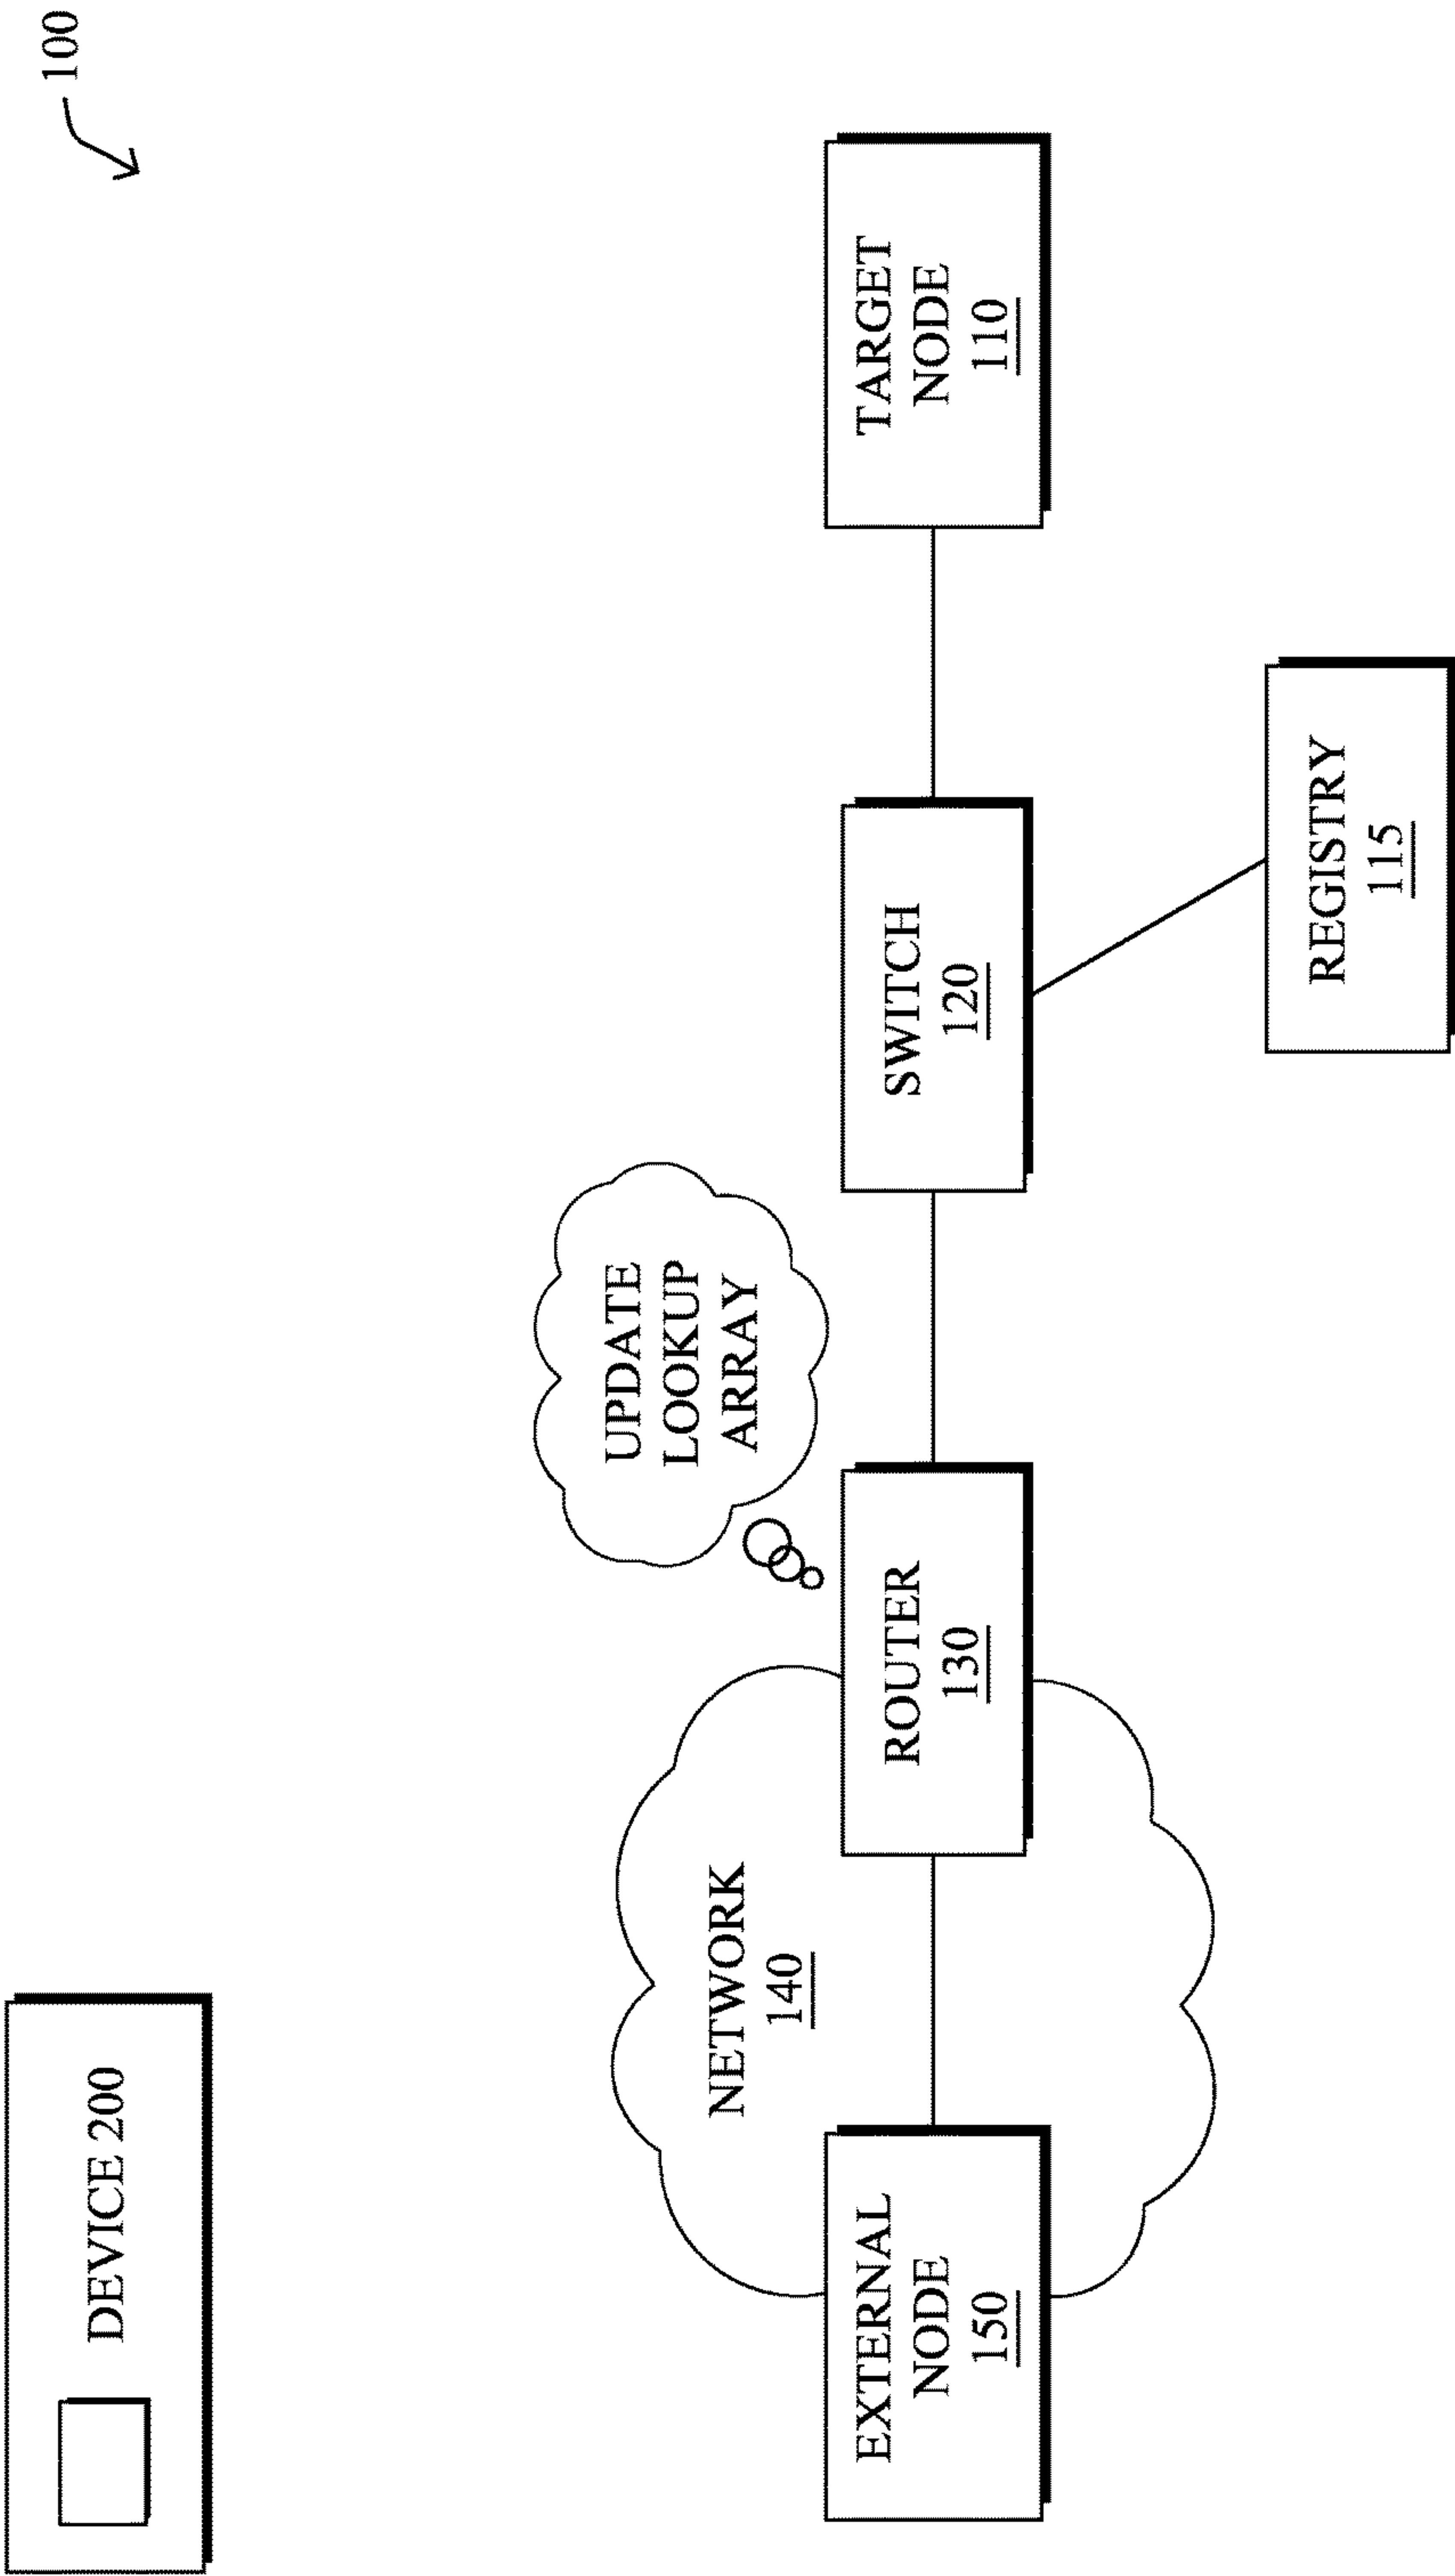 100
DEVICE 200
UPDATE
LOOKUP
ARRAY
NETWORK
140
EXTERNAL
NODE
150
ROUTER
130
SWITCH
120
TARGET
NODE
110
REGISTRY
115